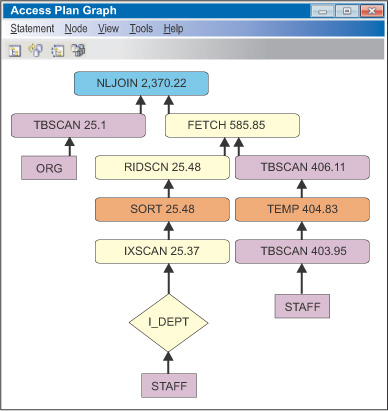 Access Plan Graph
Statement Node View Tools Help
NLJOIN 2,370.22
TBSCAN 25.1 FETCH 585.85
ORG RIDSCN 25.48 TBSCAN 406.11
SORT 25.48 TEMP 404.83
IXSCAN 25.37 TBSCAN 403.95
STAFF
I_DEPT
STAFF